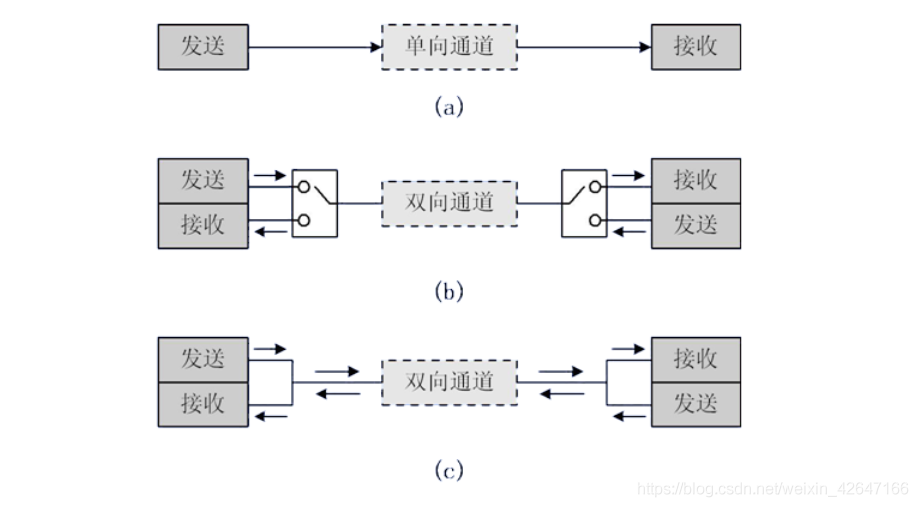 发送 单向通道 接收
(a)
发送 接收
双向通道
接收 发送
(b)
发送 接收
双向通道
接收 发送
(c)
https://blog.csdn.net/weixin_42647166